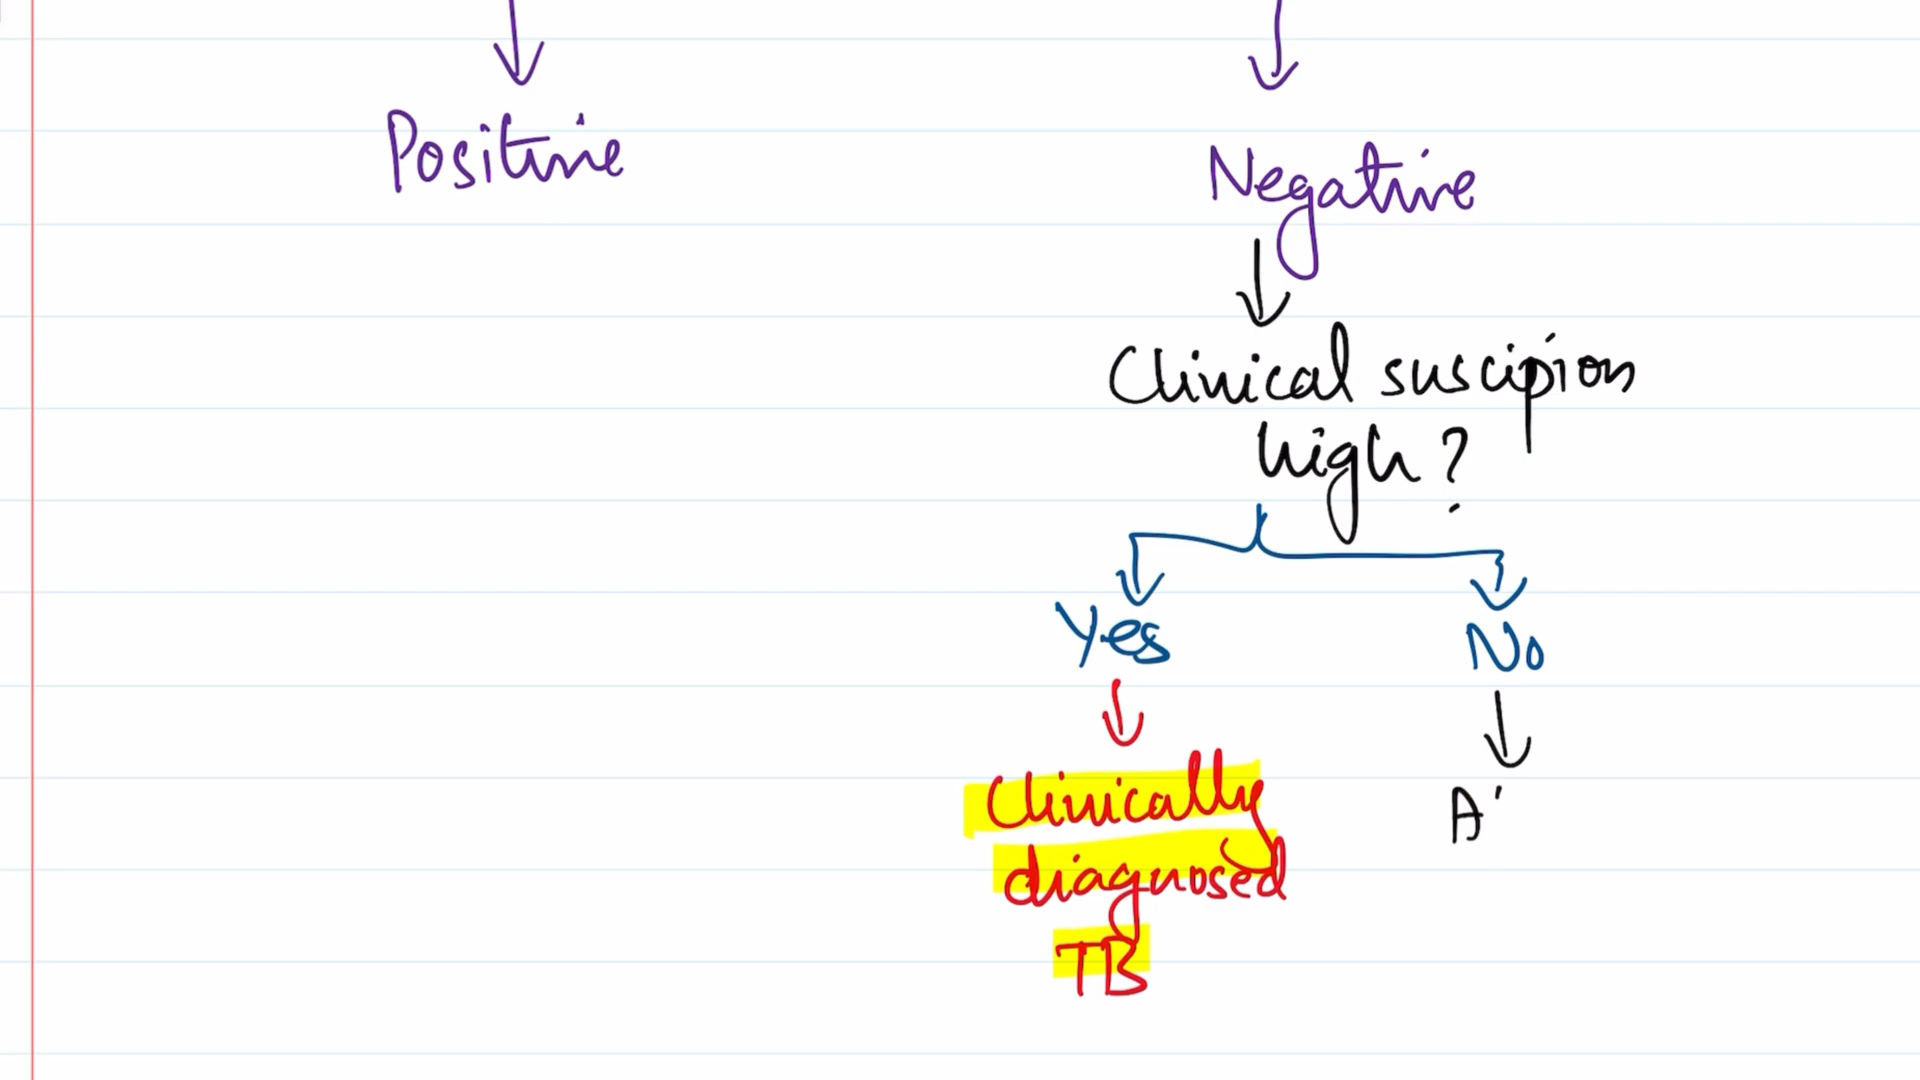 Positive
Negative
Clinical suscipion
high?
Yes
No
Clinically
diagnosed
TB
A'